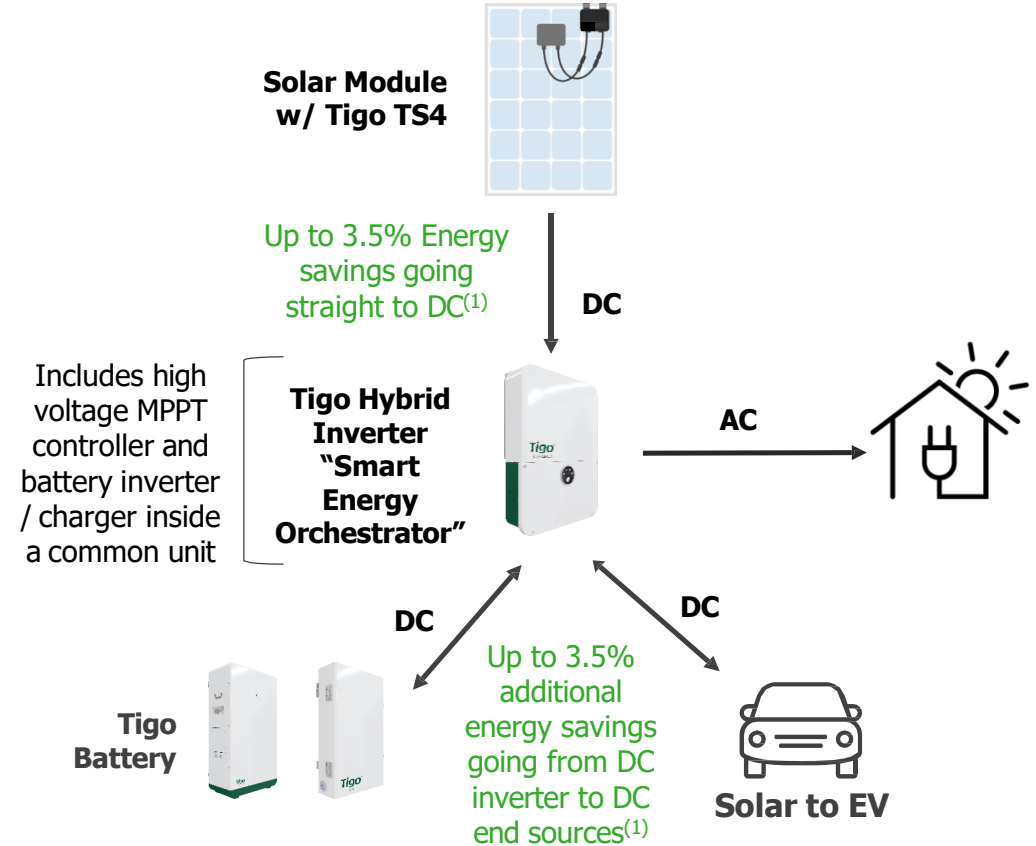 Solar Module
w/ Tigo TS4
Up to 3.5% Energy
savings going
straight to DC(1)
DC
Includes high
voltage MPPT
controller and
battery inverter
/ charger inside
a common unit
Tigo Hybrid
Inverter
“Smart
Energy
Orchestrator”
Tigo
AC
DC
DC
Up to 3.5%
additional
energy savings
going from DC
inverter to DC
end sources(1)
Tigo
Battery
Tigo
Tigo
Solar to EV